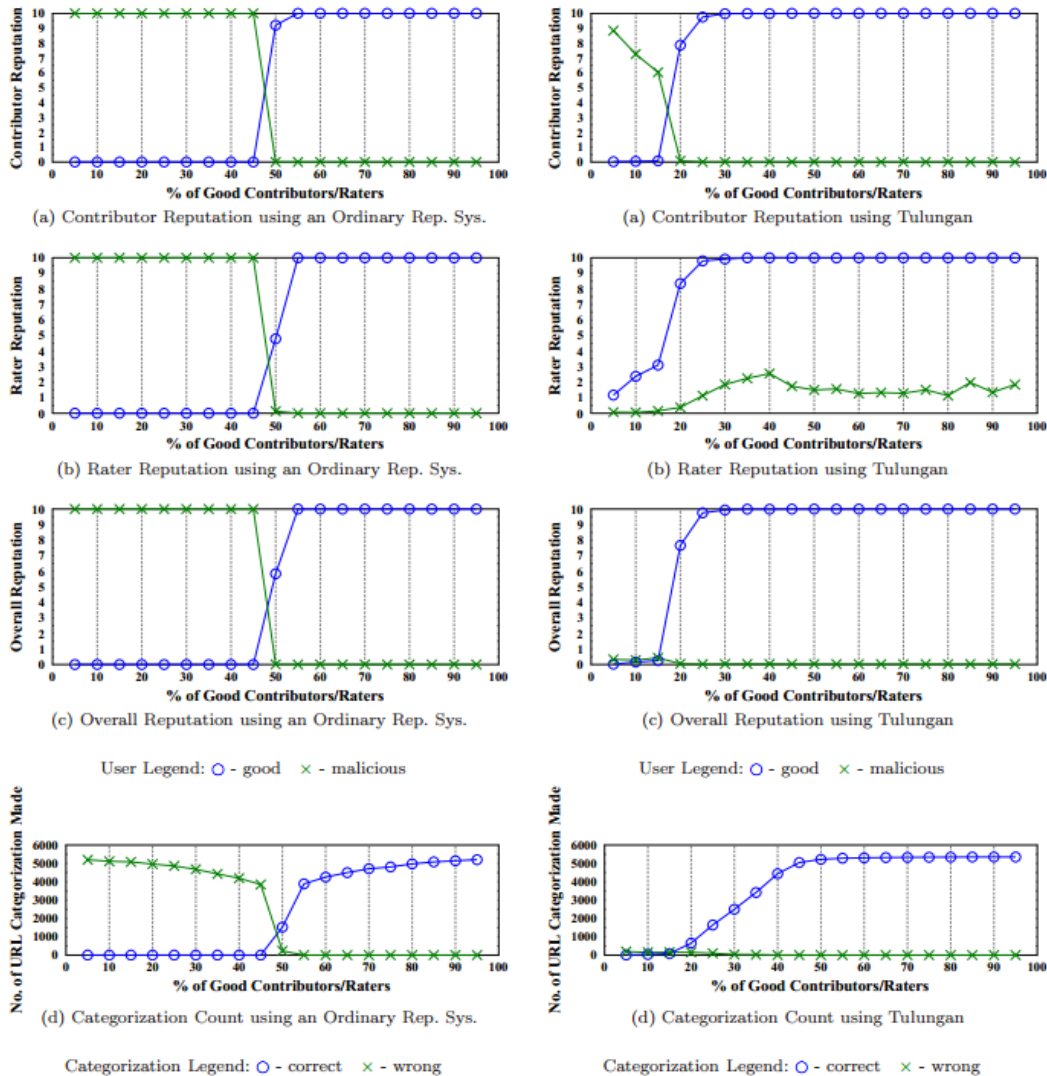 Contributor Reputation
10
9
8
7
6
5
4
3
2
1
0
0 10 20 30 40 50 60 70 80 90 100
% of Good Contributors/Raters
(a) Contributor Reputation using an Ordinary Rep. Sys.
Contributor Reputation
10
9
8
7
6
5
4
3
2
1
0
0 10 20 30 40 50 60 70 80 90 100
% of Good Contributors/Raters
(a) Contributor Reputation using Tulungan
Rater Reputation
10
9
8
7
6
5
4
3
2
1
0
0 10 20 30 40 50 60 70 80 90 100
% of Good Contributors/Raters
(b) Rater Reputation using an Ordinary Rep. Sys.
Rater Reputation
10
9
8
7
6
5
4
3
2
1
0
0 10 20 30 40 50 60 70 80 90 100
% of Good Contributors/Raters
(b) Rater Reputation using Tulungan
Overall Reputation
10
9
8
7
6
5
4
3
2
1
0
0 10 20 30 40 50 60 70 80 90 100
% of Good Contributors/Raters
(c) Overall Reputation using an Ordinary Rep. Sys.
Overall Reputation
10
9
8
7
6
5
4
3
2
1
0
0 10 20 30 40 50 60 70 80 90 100
% of Good Contributors/Raters
(c) Overall Reputation using Tulungan
User Legend: - good - malicious
User Legend: - good - malicious
No. of URL Categorization Made
6000
5000
4000
3000
2000
1000
0
0 10 20 30 40 50 60 70 80 90 100
% of Good Contributors/Raters
(d) Categorization Count using an Ordinary Rep. Sys.
No. of URL Categorization Made
6000
5000
4000
3000
2000
1000
0
0 10 20 30 40 50 60 70 80 90 100
% of Good Contributors/Raters
(d) Categorization Count using Tulungan
Categorization Legend: - correct - wrong
Categorization Legend: - correct - wrong